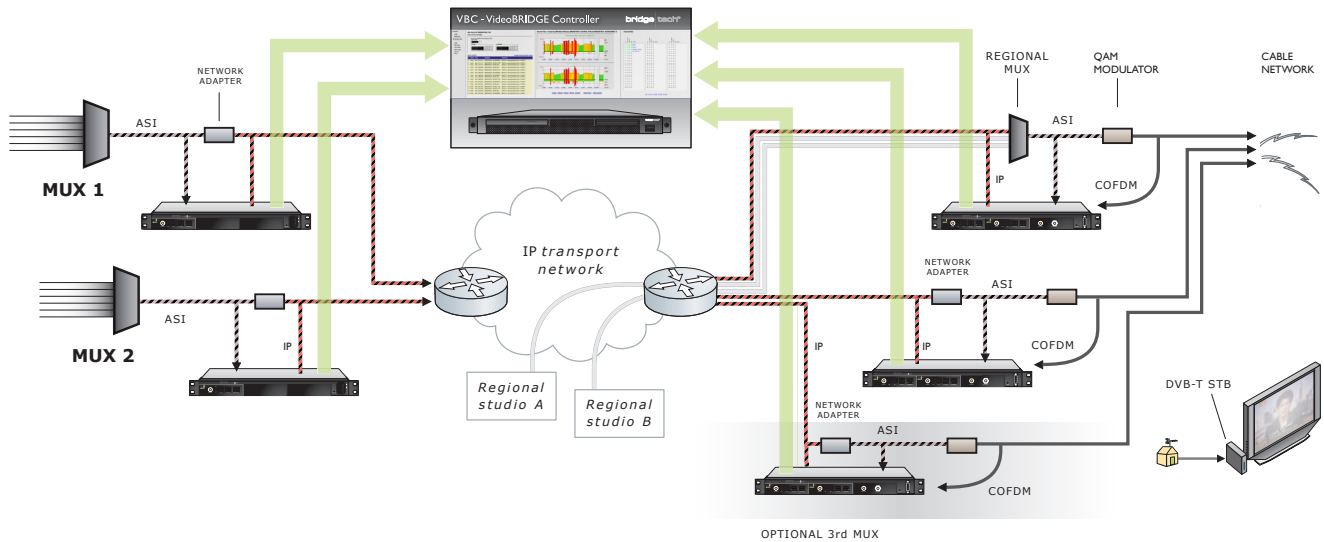 VBC - VideoBRIDGE Controller
bridge tech
NETWORK
ADAPTER
REGIONAL
MUX
QAM
MODULATOR
CABLE
NETWORK
ASI
ASI
MUX 1
IP
COFDM
IP transport
network
NETWORK
ADAPTER
ASI
ASI
MUX 2
IP
IP
IP
COFDM
Regional
studio A
Regional
studio B
DVB-T STB
NETWORK
ADAPTER
ASI
COFDM
OPTIONAL 3rd MUX